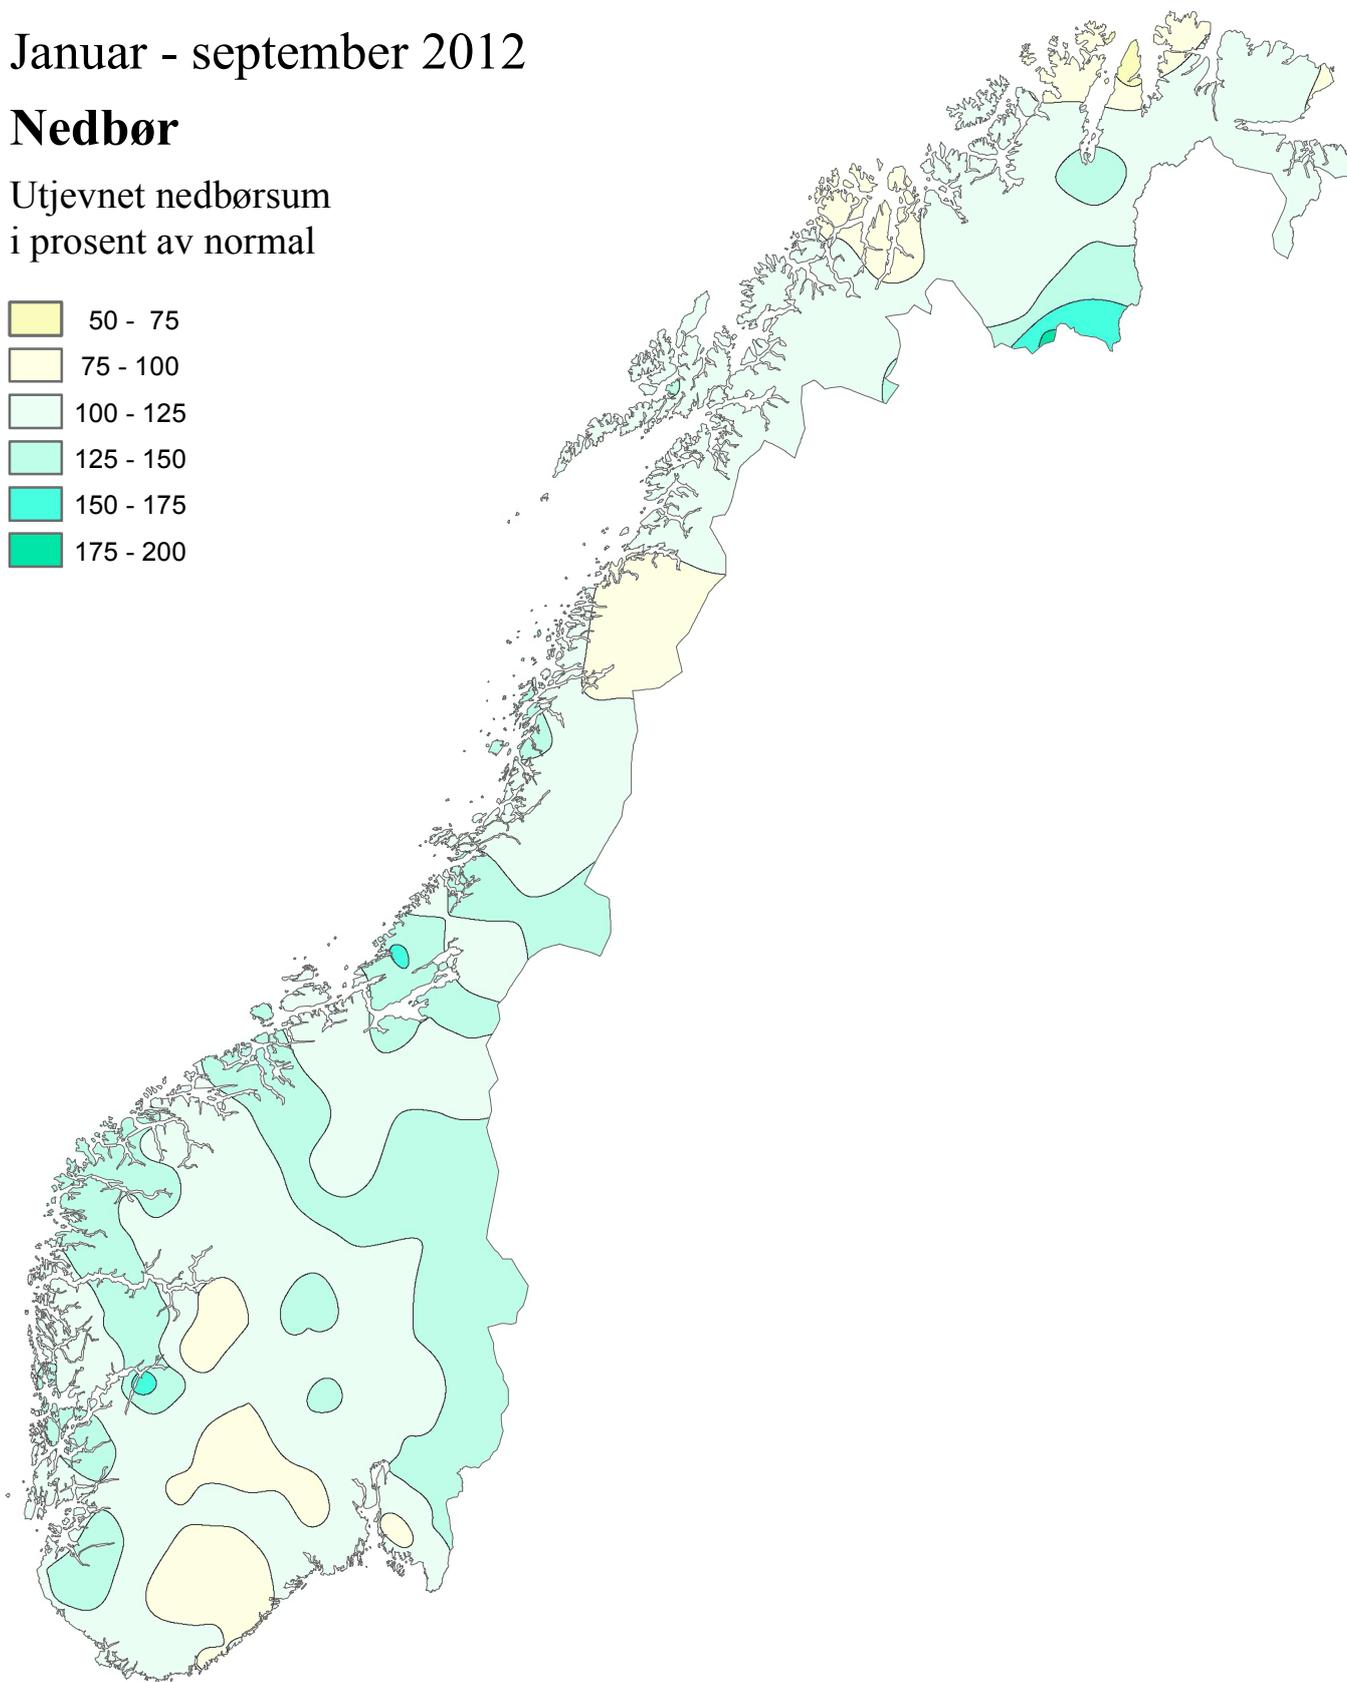 Januar - september 2012
Nedbør
Utjevnet nedbørsum
i prosent av normal
50 - 75
75 - 100
100 - 125
125 - 150
150 - 175
175 - 200